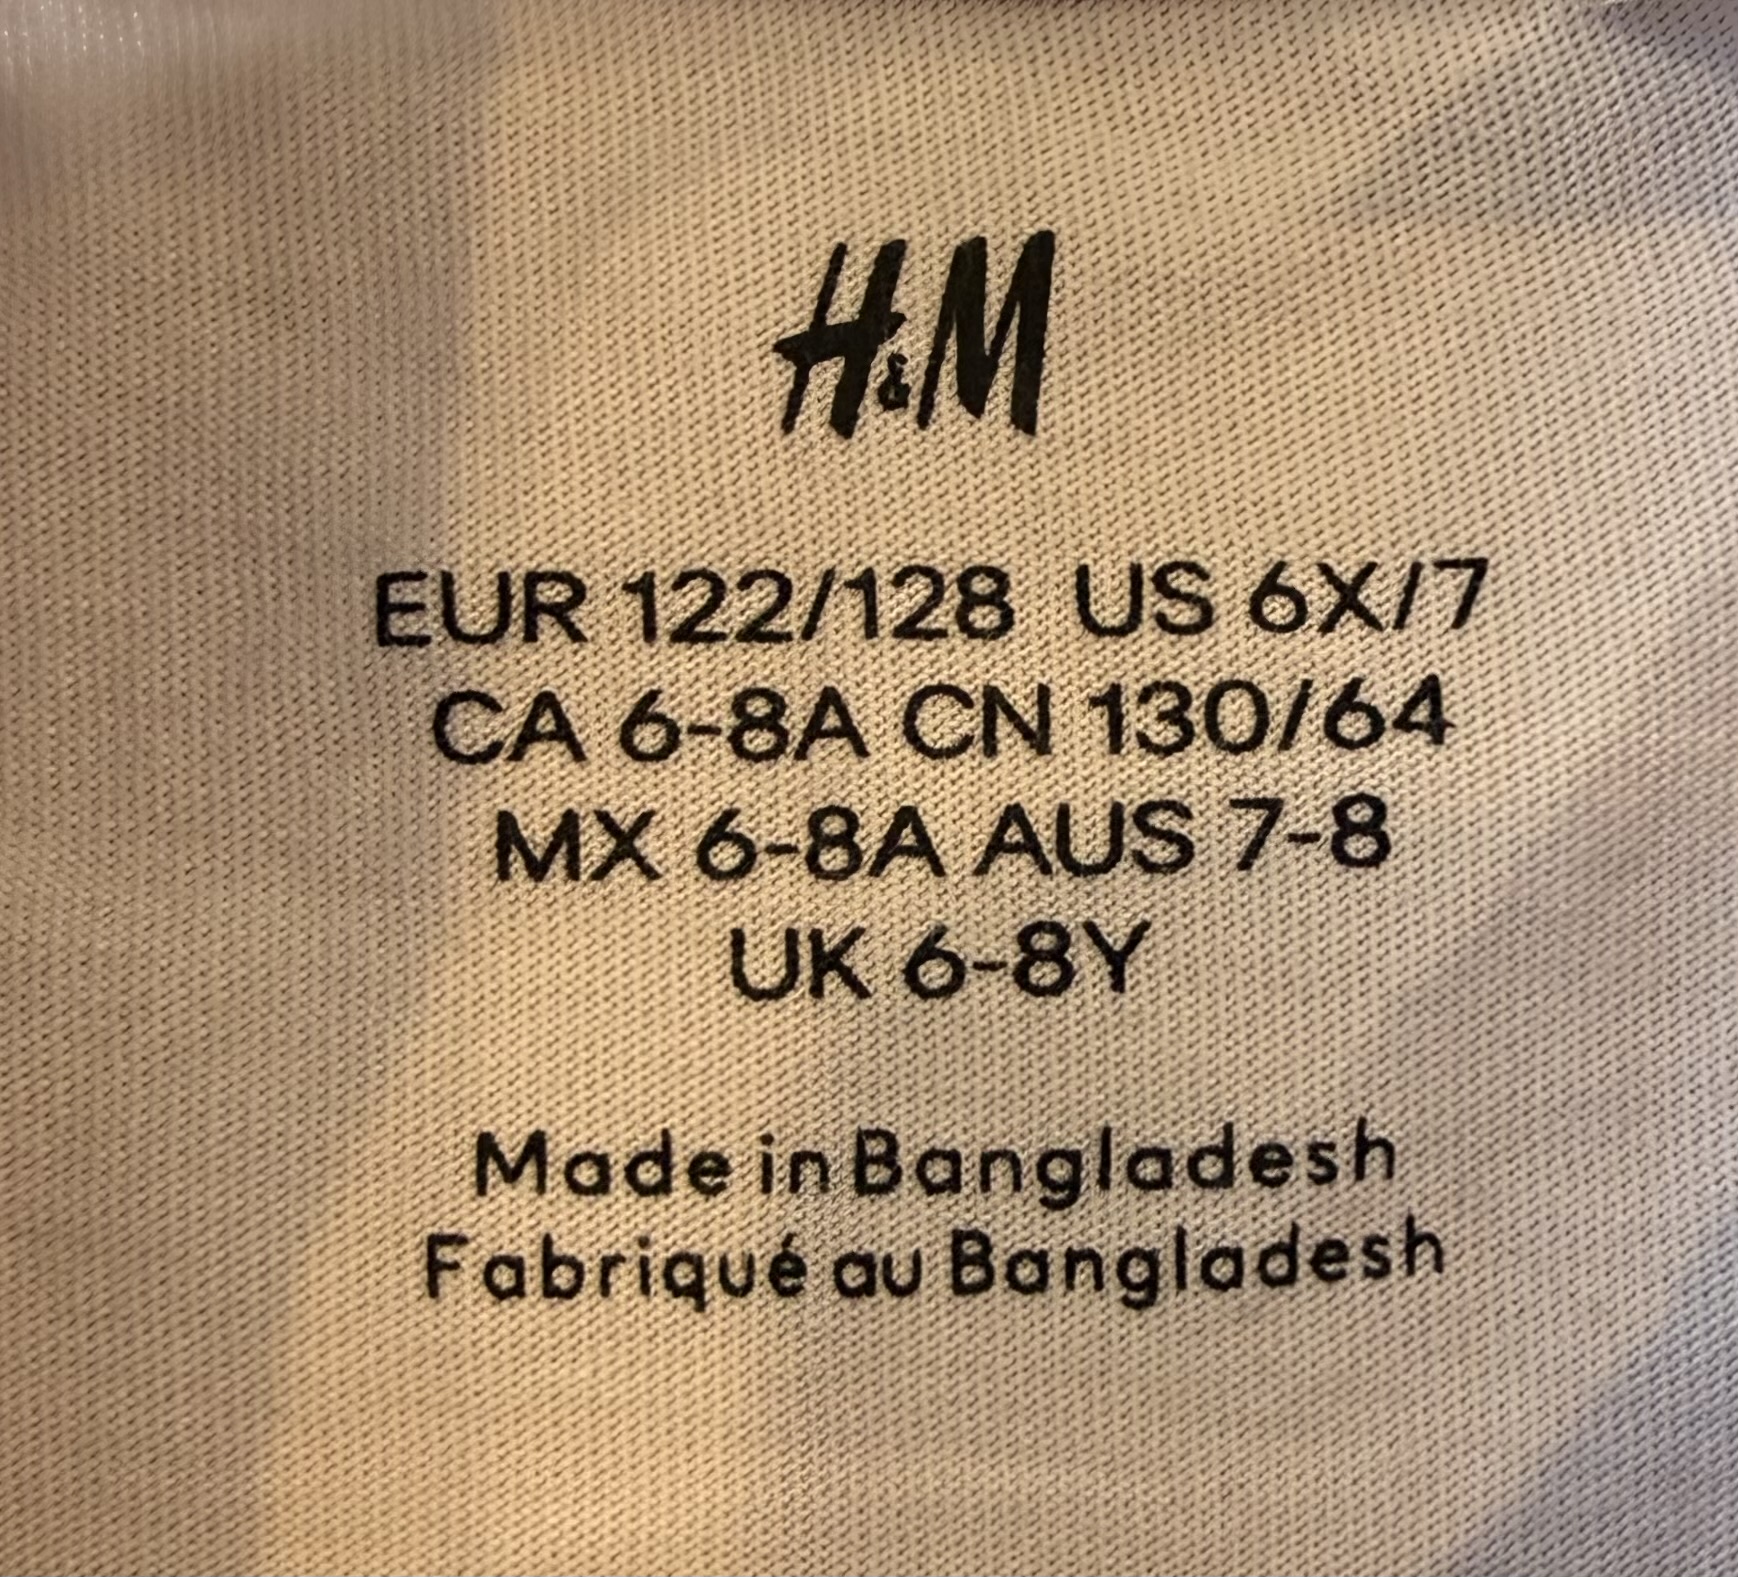 H&M
EUR 122/128 US 6X/7
CA 6-8A CN 130/64
MX 6-8A AUS 7-8
UK 6-8Y
Made in Bangladesh
Fabriqué au Bangladesh